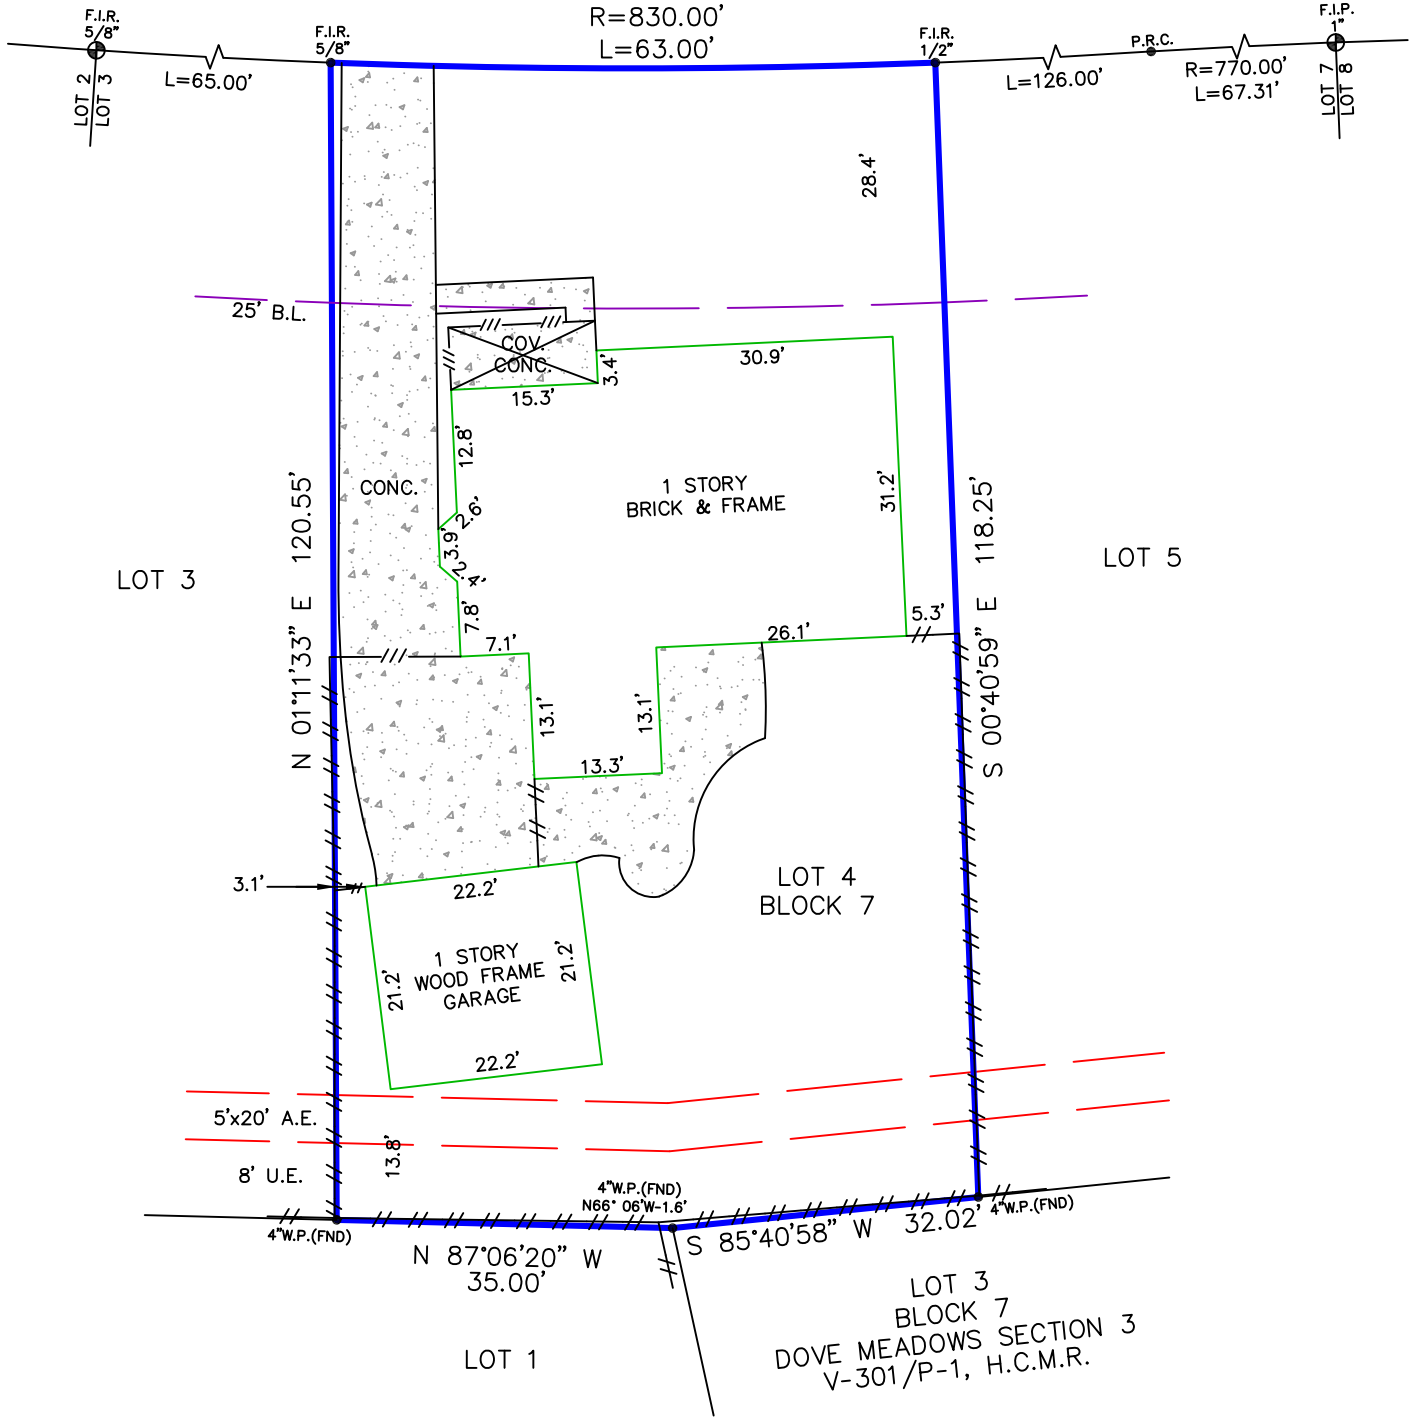 F.I.R.
5/8"
LOT 2
LOT 3
L=65.00'
F.I.R.
5/8"
R=830.00'
L=63.00'
F.I.R.
1/2"
L=126.00'
P.R.C.
R=770.00'
L=67.31'
F.I.P.
1"
LOT 7
LOT 8
28.4'
25' B.L.
COV.
CONC.
3.4'
30.9'
15.3'
12.8'
CONC.
2.6'
3.9'
2.4'
7.8'
1 STORY
BRICK & FRAME
31.2'
N 01°11'33" E 120.55'
S 00°40'59" E 118.25'
LOT 3
LOT 5
7.1'
26.1'
5.3'
13.1'
13.1'
13.3'
3.1'
22.2'
LOT 4
BLOCK 7
1 STORY
WOOD FRAME
GARAGE
21.2'
21.2'
22.2'
5'x20' A.E.
13.8'
8' U.E.
4"W.P.(FND)
4"W.P.(FND)
N66° 06'W-1.6'
4"W.P.(FND)
N 87°06'20" W
35.00'
S 85°40'58" W 32.02'
LOT 1
LOT 3
BLOCK 7
DOVE MEADOWS SECTION 3
V-301/P-1, H.C.M.R.